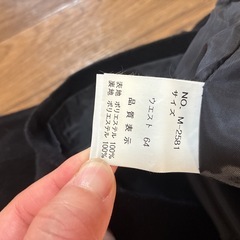 NO. M-2581
サイズ
ウエスト 64
品質表示
表地 ポリエステル 100%
裏地 ポリエステル 100%